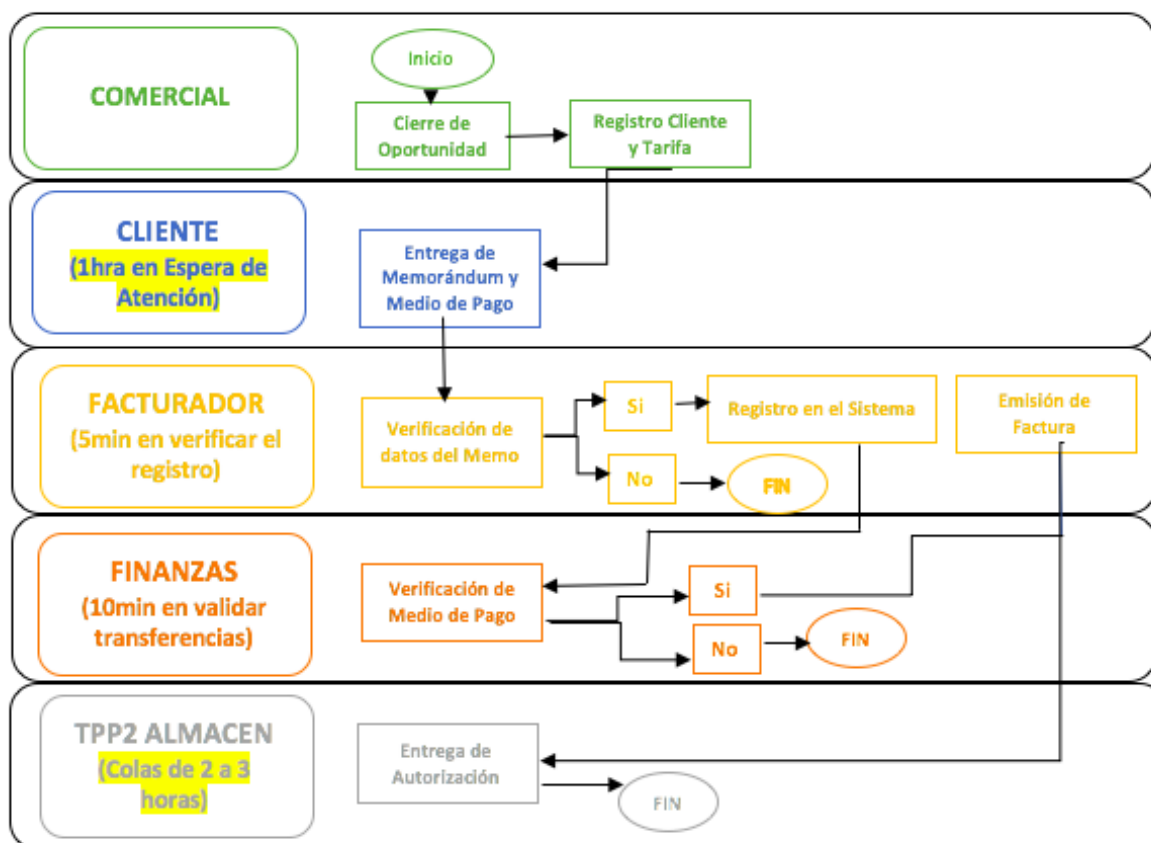 COMERCIAL
Inicio
Cierre de
Oportunidad
Registro Cliente
y Tarifa
CLIENTE
(1hra en Espera de
Atención)
Entrega de
Memorándum y
Medio de Pago
FACTURADOR
(5min en verificar el
registro)
Verificación de
datos del Memo
Si
No
Registro en el Sistema
FIN
Emisión de
Factura
FINANZAS
(10min en validar
transferencias)
Verificación de
Medio de Pago
Si
No
FIN
TPP2 ALMACEN
(Colas de 2 a 3
horas)
Entrega de
Autorización
FIN